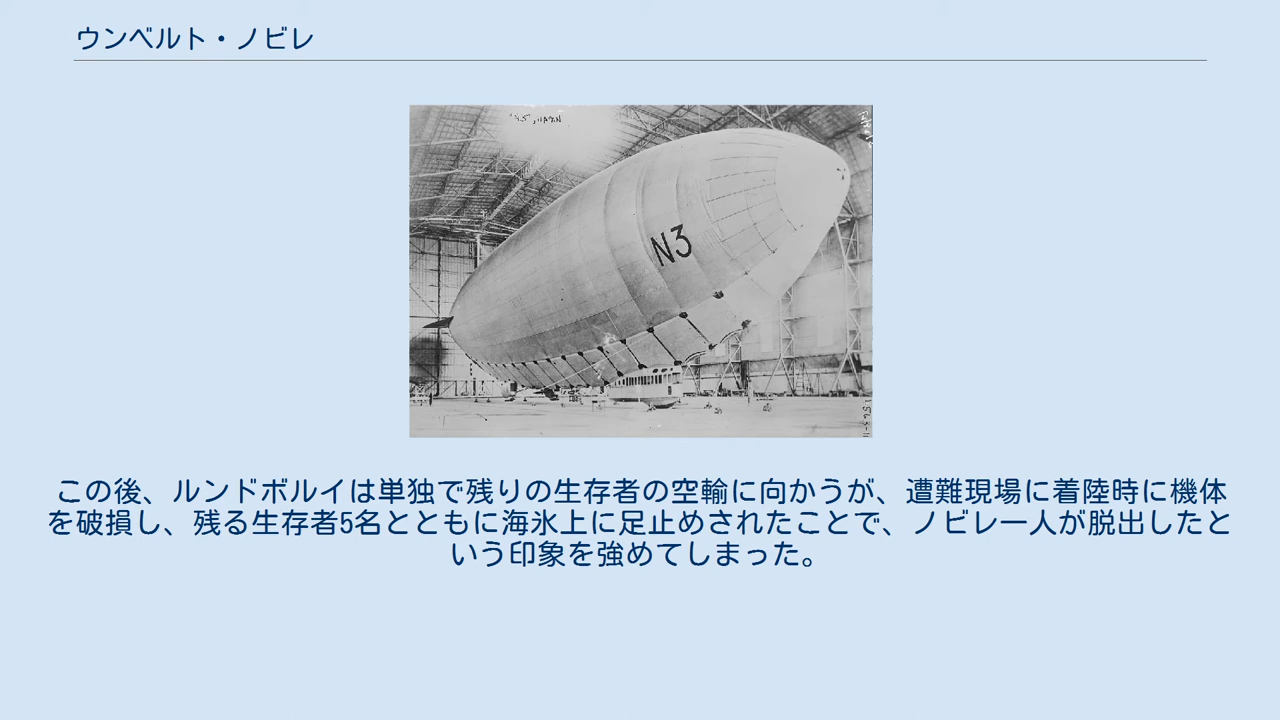 ウンベルト・ノビレ
N3
この後、ルンドボルイは単独で残りの生存者の空輸に向かうが、遭難現場に着陸時に機体
を破損し、残る生存者5名とともに海氷上に足止めされたことで、ノビレ一人が脱出したと
いう印象を強めてしまった。